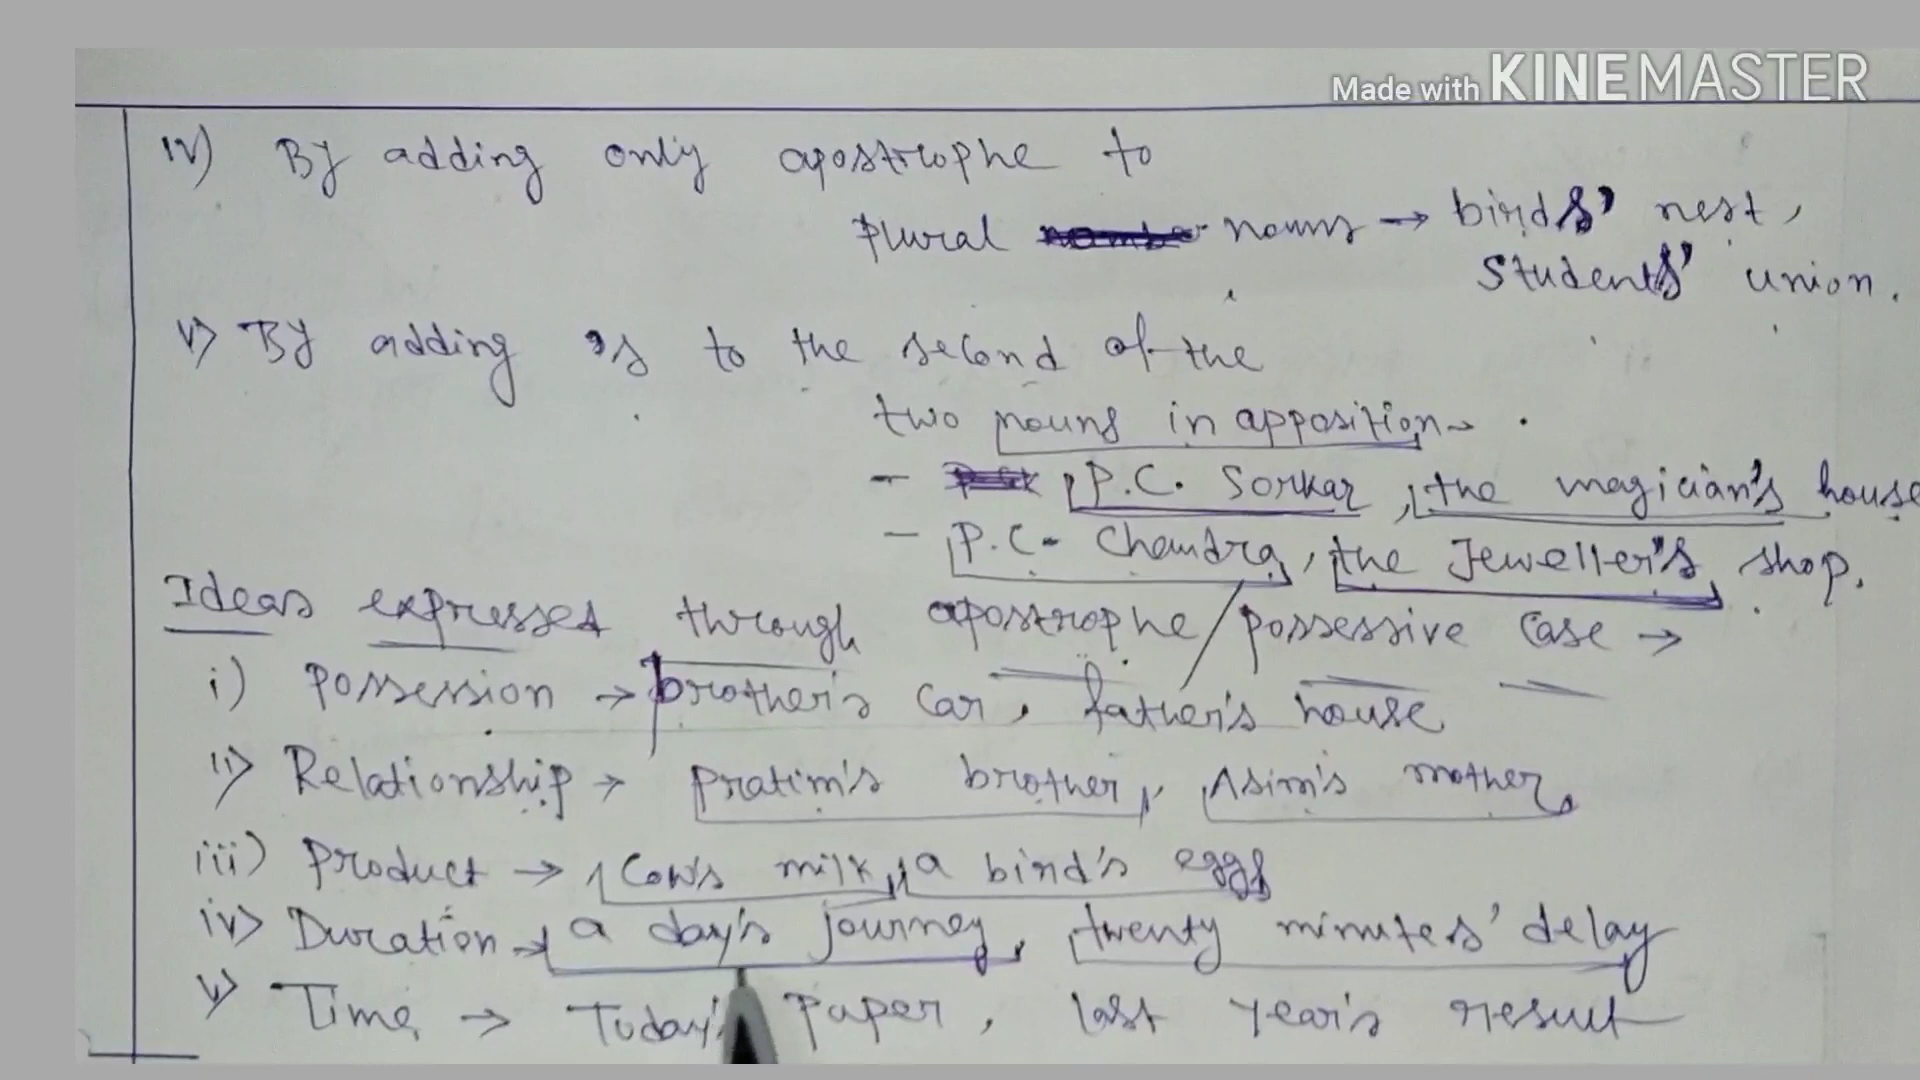 Made with KINEMASTER
iv) By adding only apostrophe to
plural nouns → birds' nest,
students' union.
v) By adding 's to the second of the
two nouns in apposition→
- P.C. Sorkar, the magician's house
- P.C. Chandra, the Jeweller's shop.
Ideas expressed through apostrophe/possessive case →
i) Possession → brother's car, father's house
ii) Relationship → Pratim's brother, Asim's mother,
iii) Product → Cow's milk, a bird's eggs
iv) Duration → a day's journey, twenty minutes' delay
v) Time → Today's Paper, last year's result